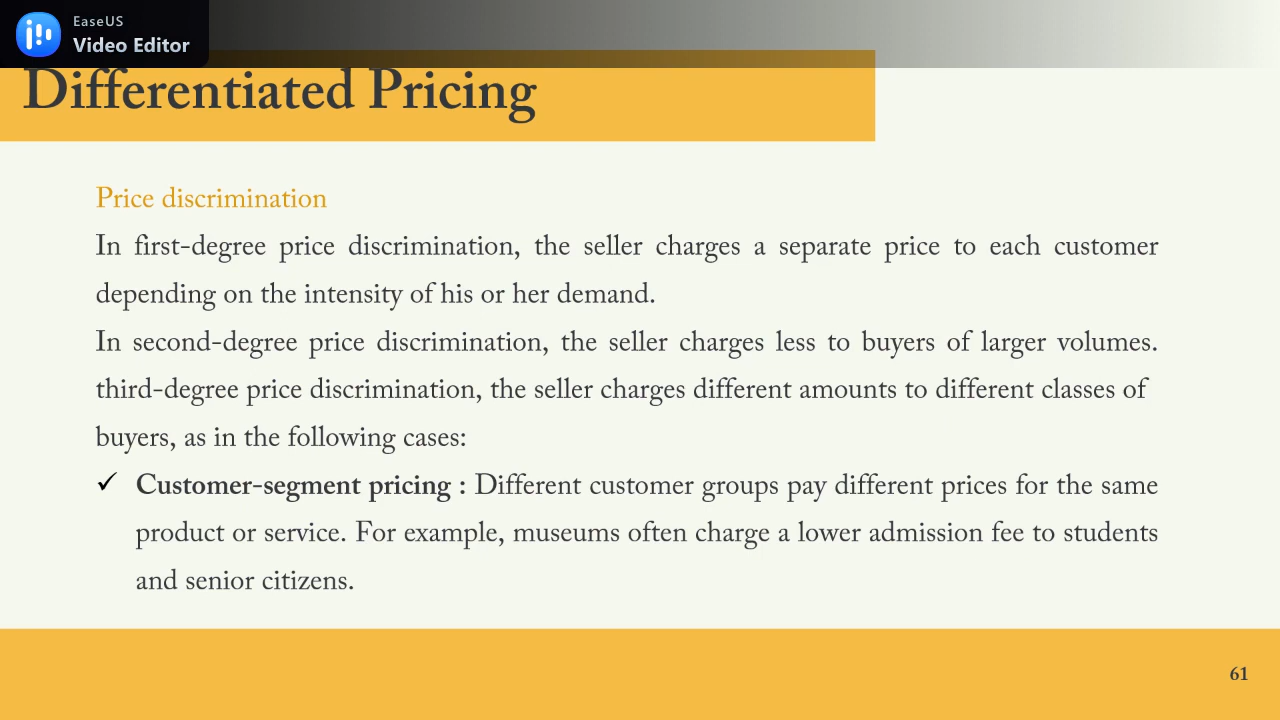 EaseUS
Video Editor
Differentiated Pricing
Price discrimination
In first-degree price discrimination, the seller charges a separate price to each customer
depending on the intensity of his or her demand.
In second-degree price discrimination, the seller charges less to buyers of larger volumes.
third-degree price discrimination, the seller charges different amounts to different classes of
buyers, as in the following cases:
✓ Customer-segment pricing : Different customer groups pay different prices for the same
product or service. For example, museums often charge a lower admission fee to students
and senior citizens.
61